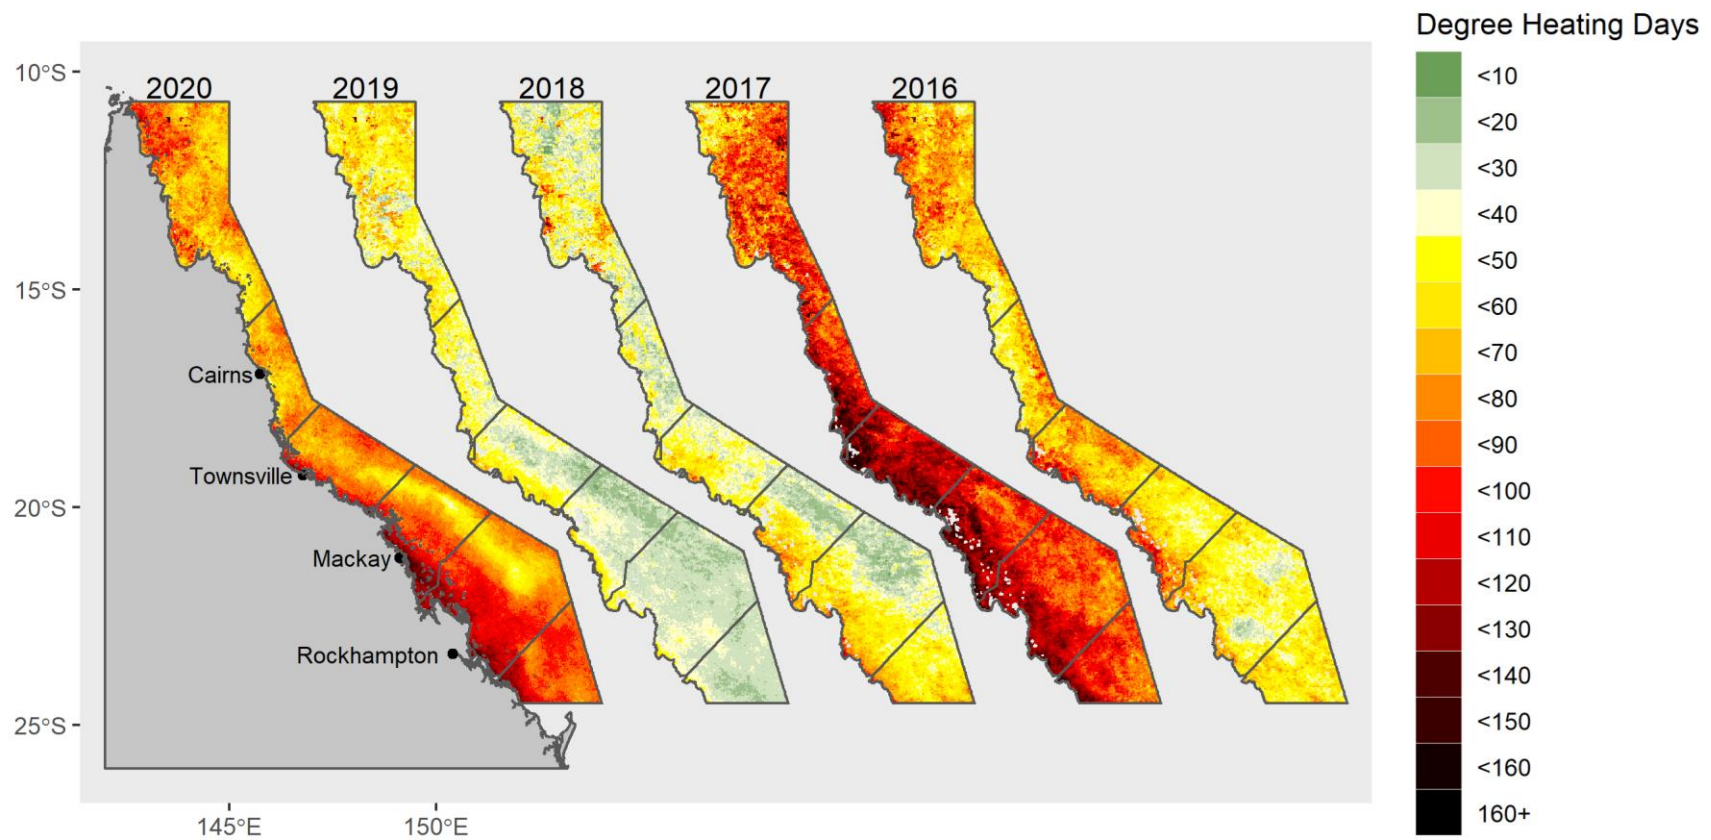 Degree Heating Days
2020 2019 2018 2017 2016
10°S
15°S
20°S
25°S
Cairns
Townsville
Mackay
Rockhampton
145°E 150°E
<10
<20
<30
<40
<50
<60
<70
<80
<90
<100
<110
<120
<130
<140
<150
<160
160+